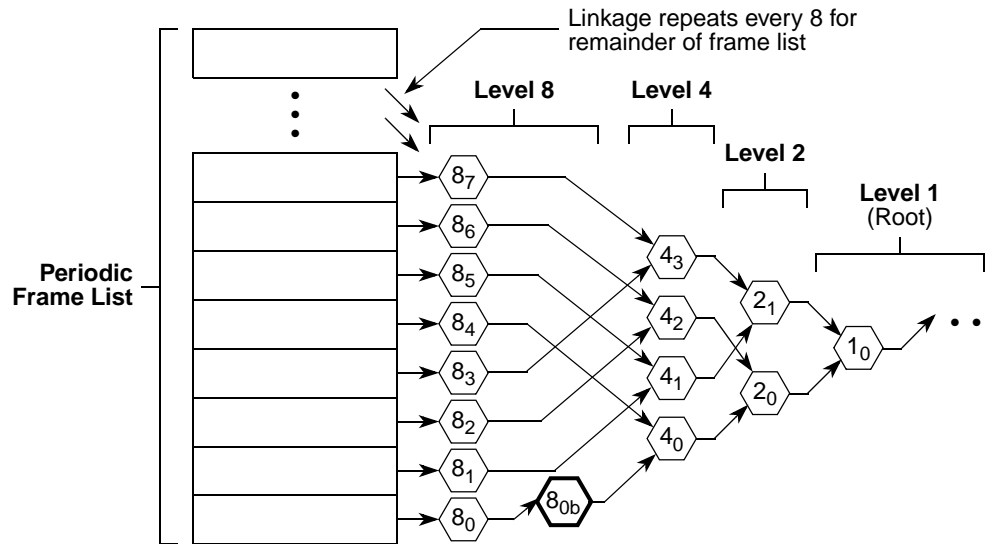 Linkage repeats every 8 for
remainder of frame list
Level 8
Level 4
Level 2
Level 1
(Root)
Periodic
Frame List
8₇
8₆
8₅
8₄
8₃
8₂
8₁
8₀
8₀b
4₃
4₂
4₁
4₀
2₁
2₀
1₀